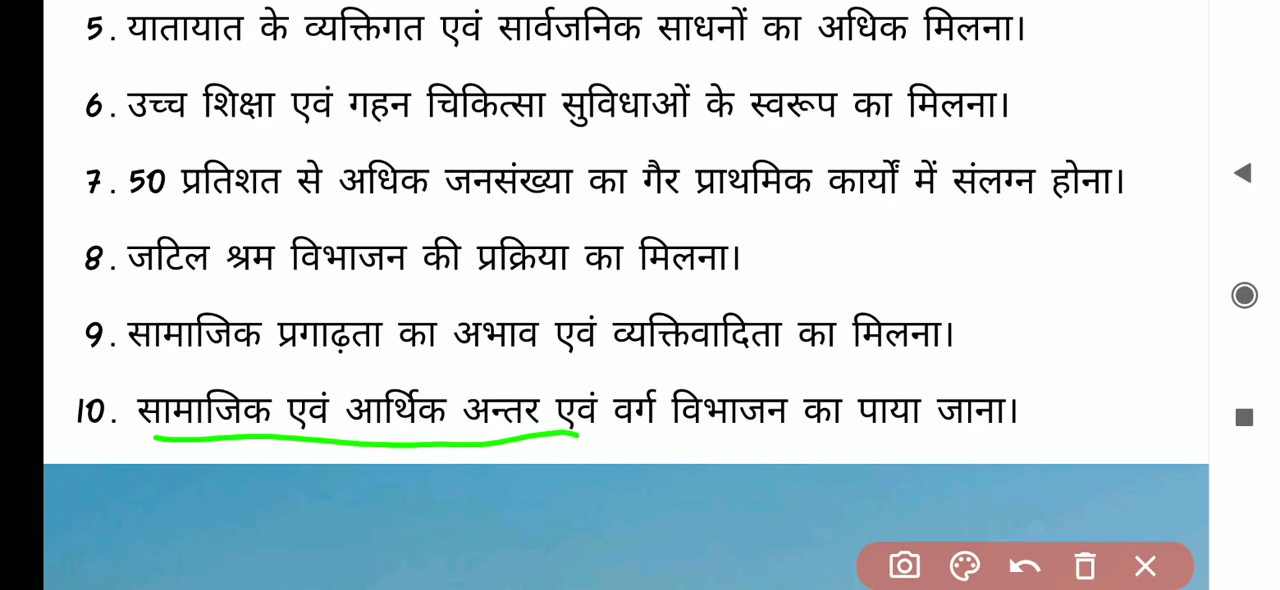 5. यातायात के व्यक्तिगत एवं सार्वजनिक साधनों का अधिक मिलना।
6. उच्च शिक्षा एवं गहन चिकित्सा सुविधाओं के स्वरूप का मिलना।
7. 50 प्रतिशत से अधिक जनसंख्या का गैर प्राथमिक कार्यों में संलग्न होना।
8. जटिल श्रम विभाजन की प्रक्रिया का मिलना।
9. सामाजिक प्रगाढ़ता का अभाव एवं व्यक्तिवादिता का मिलना।
10. सामाजिक एवं आर्थिक अन्तर एवं वर्ग विभाजन का पाया जाना।